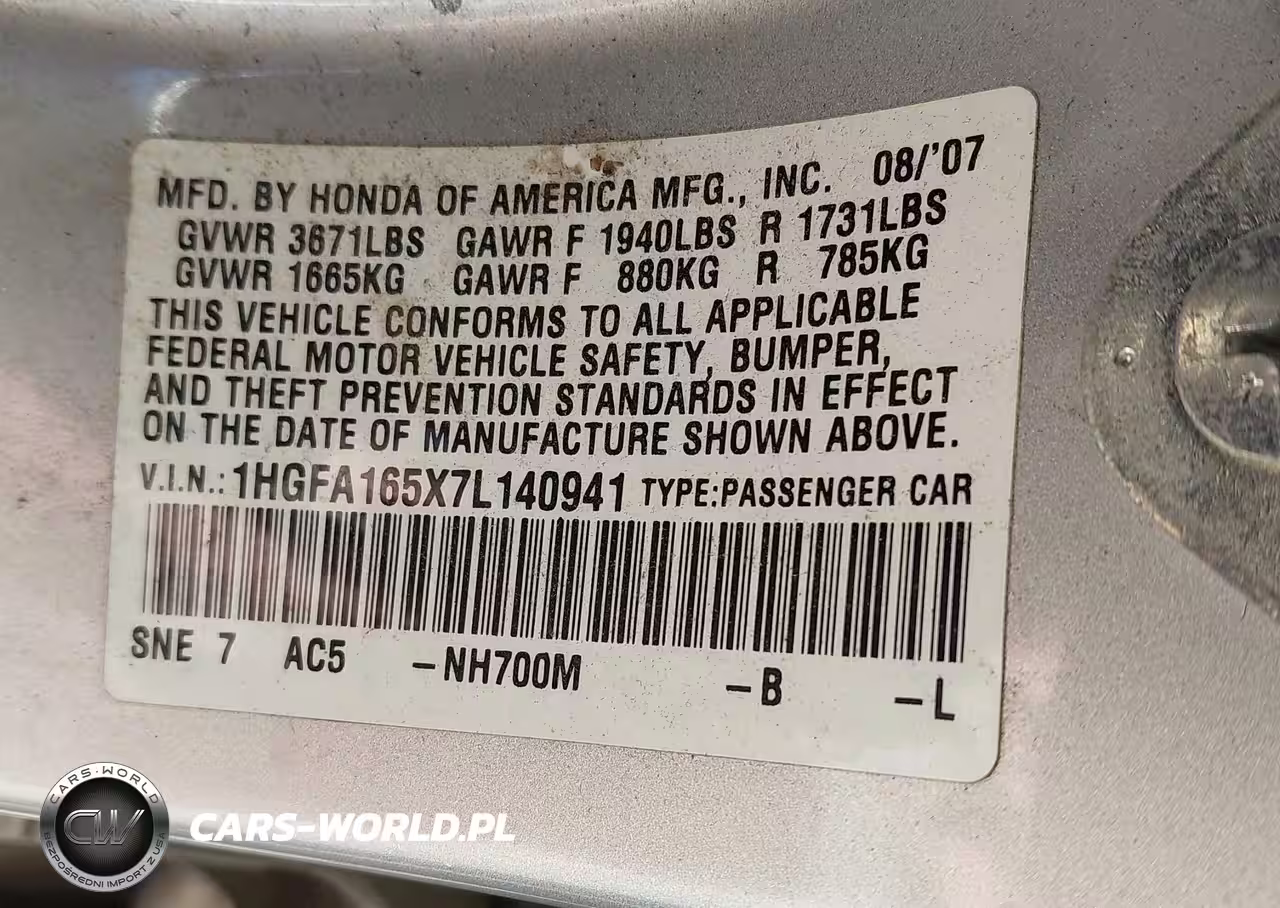 MFD. BY HONDA OF AMERICA MFG., INC. 08/'07
GVWR 3671LBS GAWR F 1940LBS R 1731LBS
GVWR 1665KG GAWR F 880KG R 785KG
THIS VEHICLE CONFORMS TO ALL APPLICABLE
FEDERAL MOTOR VEHICLE SAFETY, BUMPER,
AND THEFT PREVENTION STANDARDS IN EFFECT
ON THE DATE OF MANUFACTURE SHOWN ABOVE.
V.I.N.: 1HGFA165X7L140941 TYPE:PASSENGER CAR
SNE 7 AC5 -NH700M -B -L
CARS-WORLD
CW
BEZPOŚREDNI IMPORT Z USA
CARS-WORLD.PL